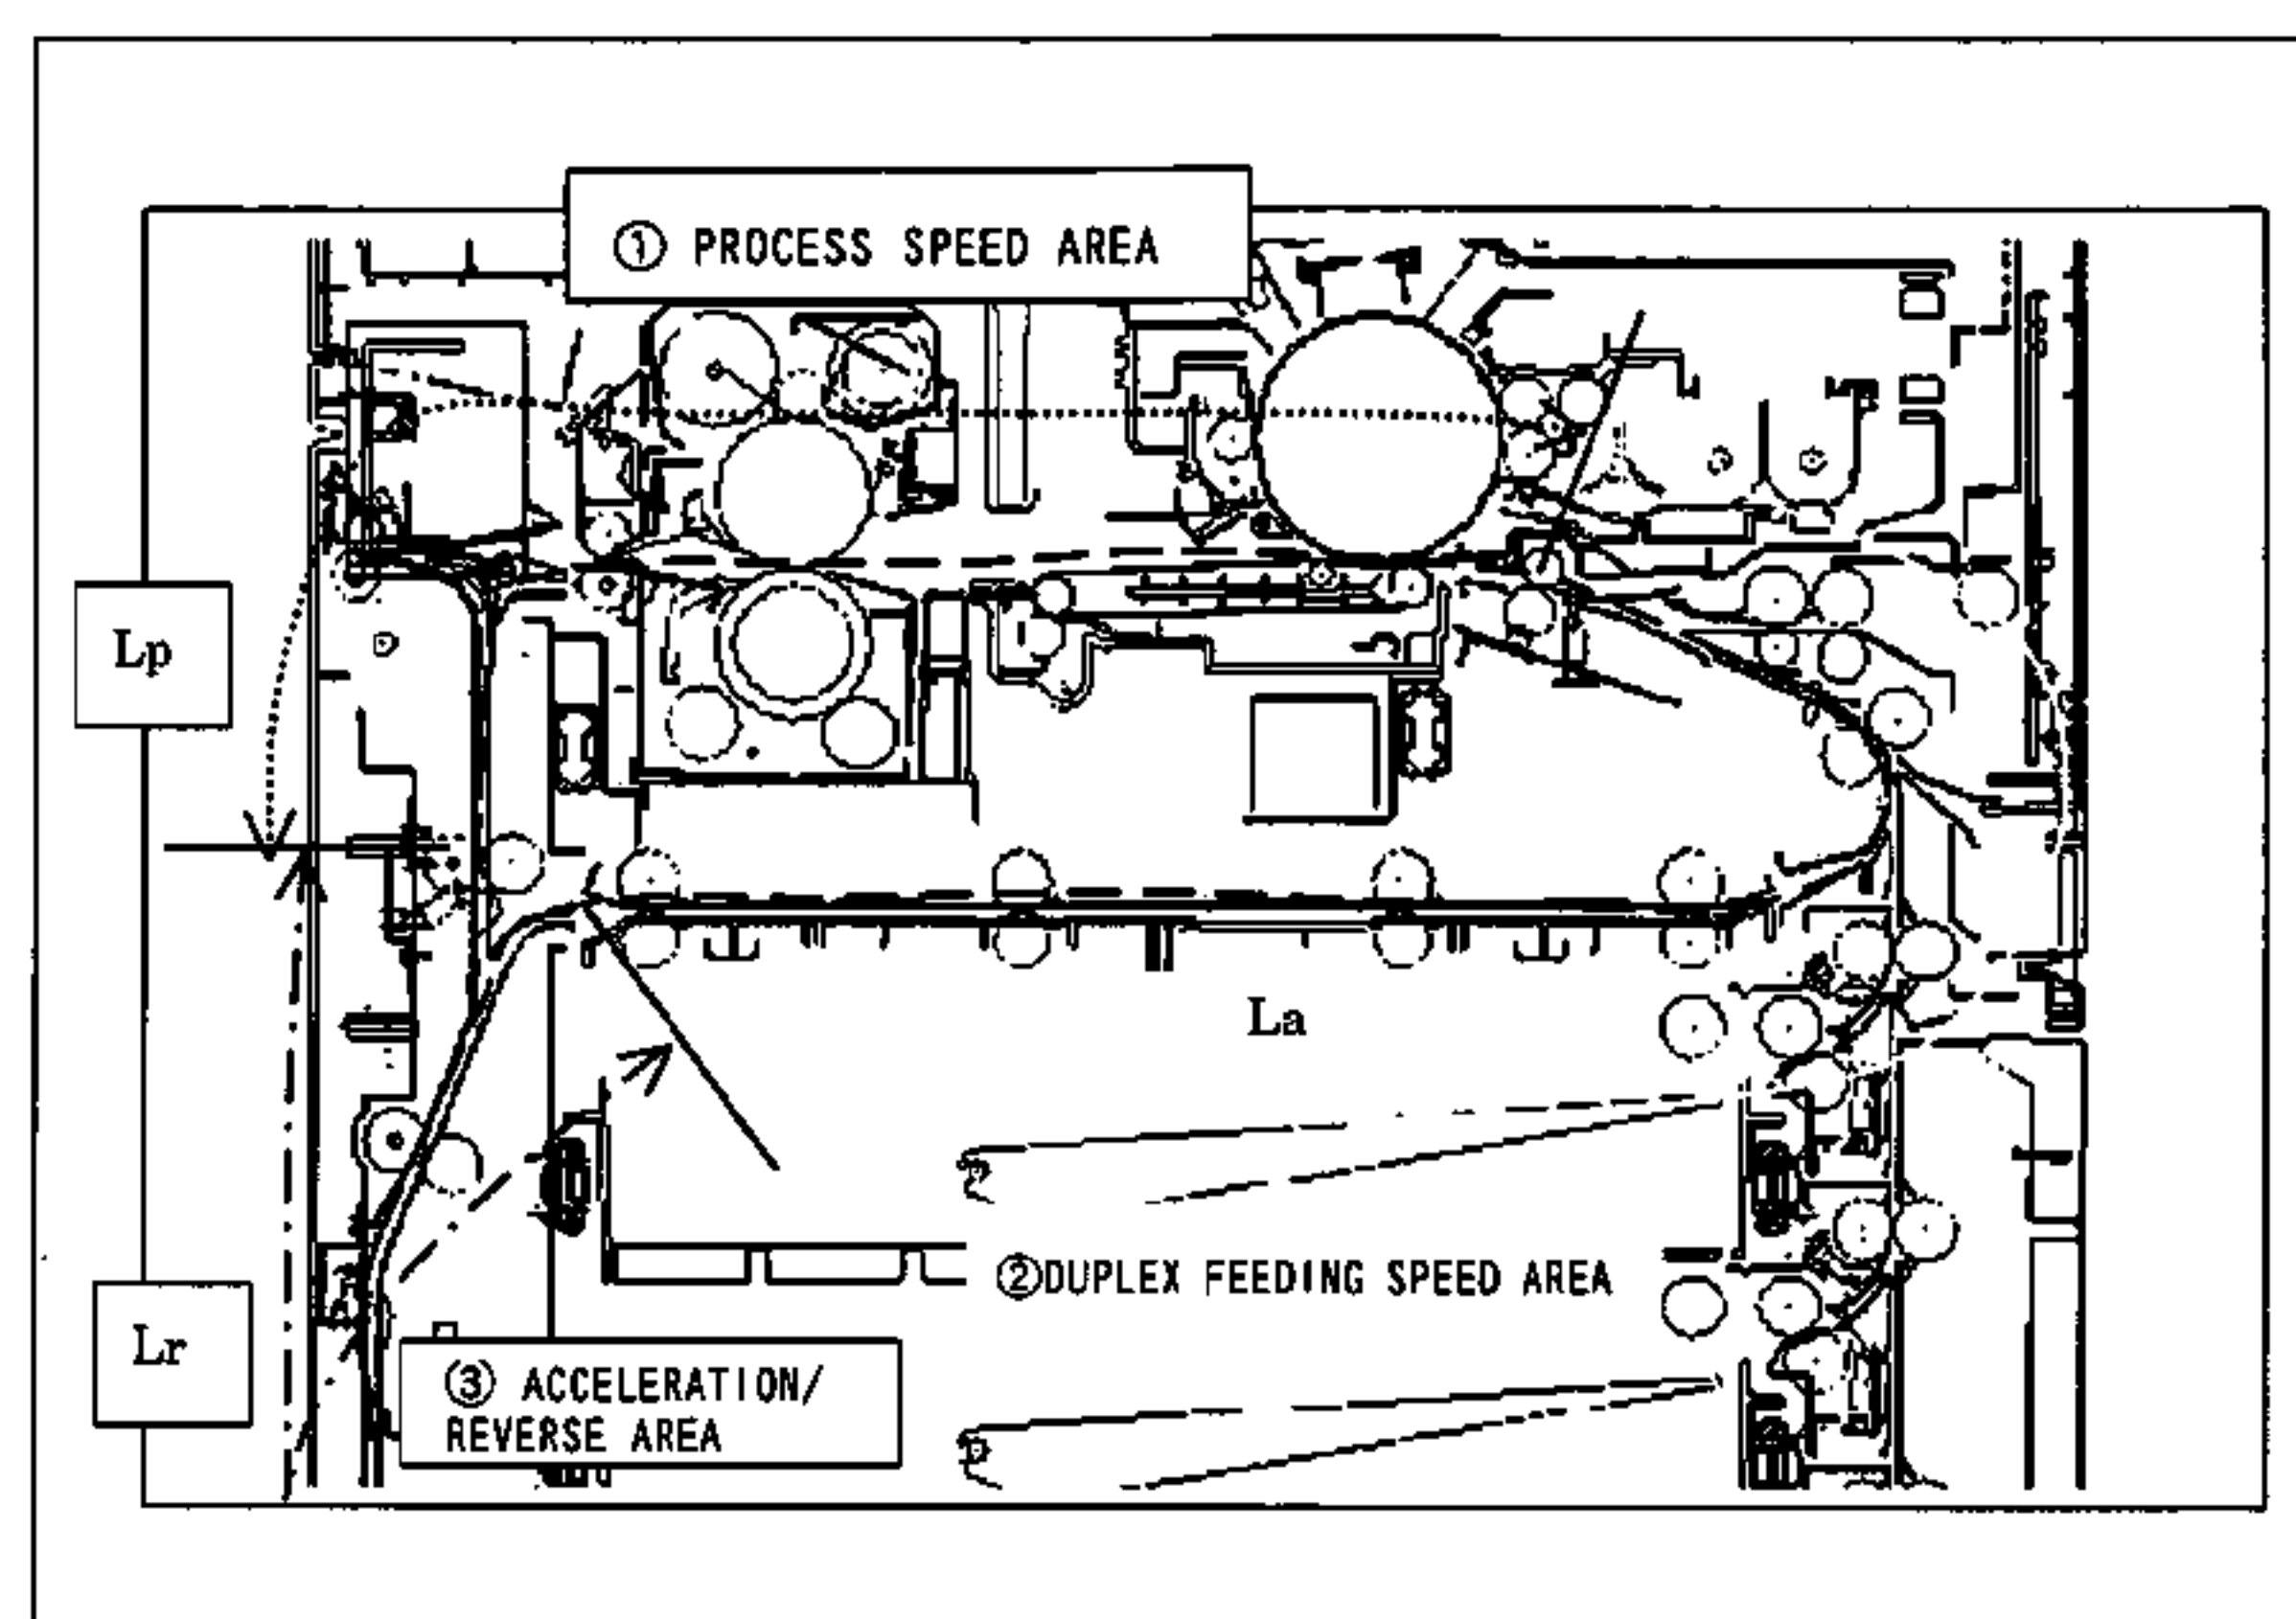 ① PROCESS SPEED AREA
Lp
La
②DUPLEX FEEDING SPEED AREA
Lr
③ ACCELERATION/
REVERSE AREA